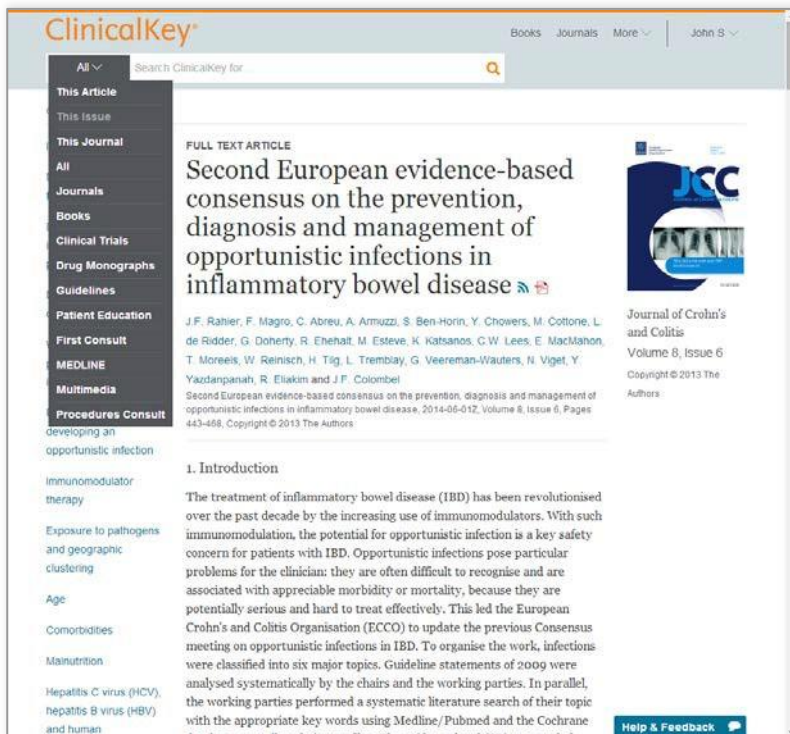 ClinicalKey®
Books Journals More John S
All Search ClinicalKey for...
This Article
This Issue
This Journal
All
Journals
Books
Clinical Trials
Drug Monographs
Guidelines
Patient Education
First Consult
MEDLINE
Multimedia
Procedures Consult
developing an
opportunistic infection
Immunomodulator
therapy
Exposure to pathogens
and geographic
clustering
Age
Comorbidities
Malnutrition
Hepatitis C virus (HCV),
hepatitis B virus (HBV)
and human
FULL TEXT ARTICLE
Second European evidence-based
consensus on the prevention,
diagnosis and management of
opportunistic infections in
inflammatory bowel disease
J.F. Rahier, F. Magro, C. Abreu, A. Armuzzi, S. Ben-Horin, Y. Chowers, M. Cottone, L.
de Ridder, G. Doherty, R. Ehehalt, M. Esteve, K. Katsanos, C.W. Lees, E. MacMahon,
T. Moreels, W. Reinisch, H. Tilg, L. Tremblay, G. Veereman-Wauters, N. Viget, Y.
Yazdanpanah, R. Eliakim and J.F. Colombel
Second European evidence-based consensus on the prevention, diagnosis and management of
opportunistic infections in inflammatory bowel disease, 2014-06-01Z, Volume 8, Issue 6, Pages
443-468, Copyright © 2013 The Authors
1. Introduction
The treatment of inflammatory bowel disease (IBD) has been revolutionised
over the past decade by the increasing use of immunomodulators. With such
immunomodulation, the potential for opportunistic infection is a key safety
concern for patients with IBD. Opportunistic infections pose particular
problems for the clinician: they are often difficult to recognise and are
associated with appreciable morbidity or mortality, because they are
potentially serious and hard to treat effectively. This led the European
Crohn's and Colitis Organisation (ECCO) to update the previous Consensus
meeting on opportunistic infections in IBD. To organise the work, infections
were classified into six major topics. Guideline statements of 2009 were
analysed systematically by the chairs and the working parties. In parallel,
the working parties performed a systematic literature search of their topic
with the appropriate key words using Medline/Pubmed and the Cochrane
JCC
Journal of Crohn's
and Colitis
Volume 8, Issue 6
Copyright © 2013 The
Authors
Help & Feedback